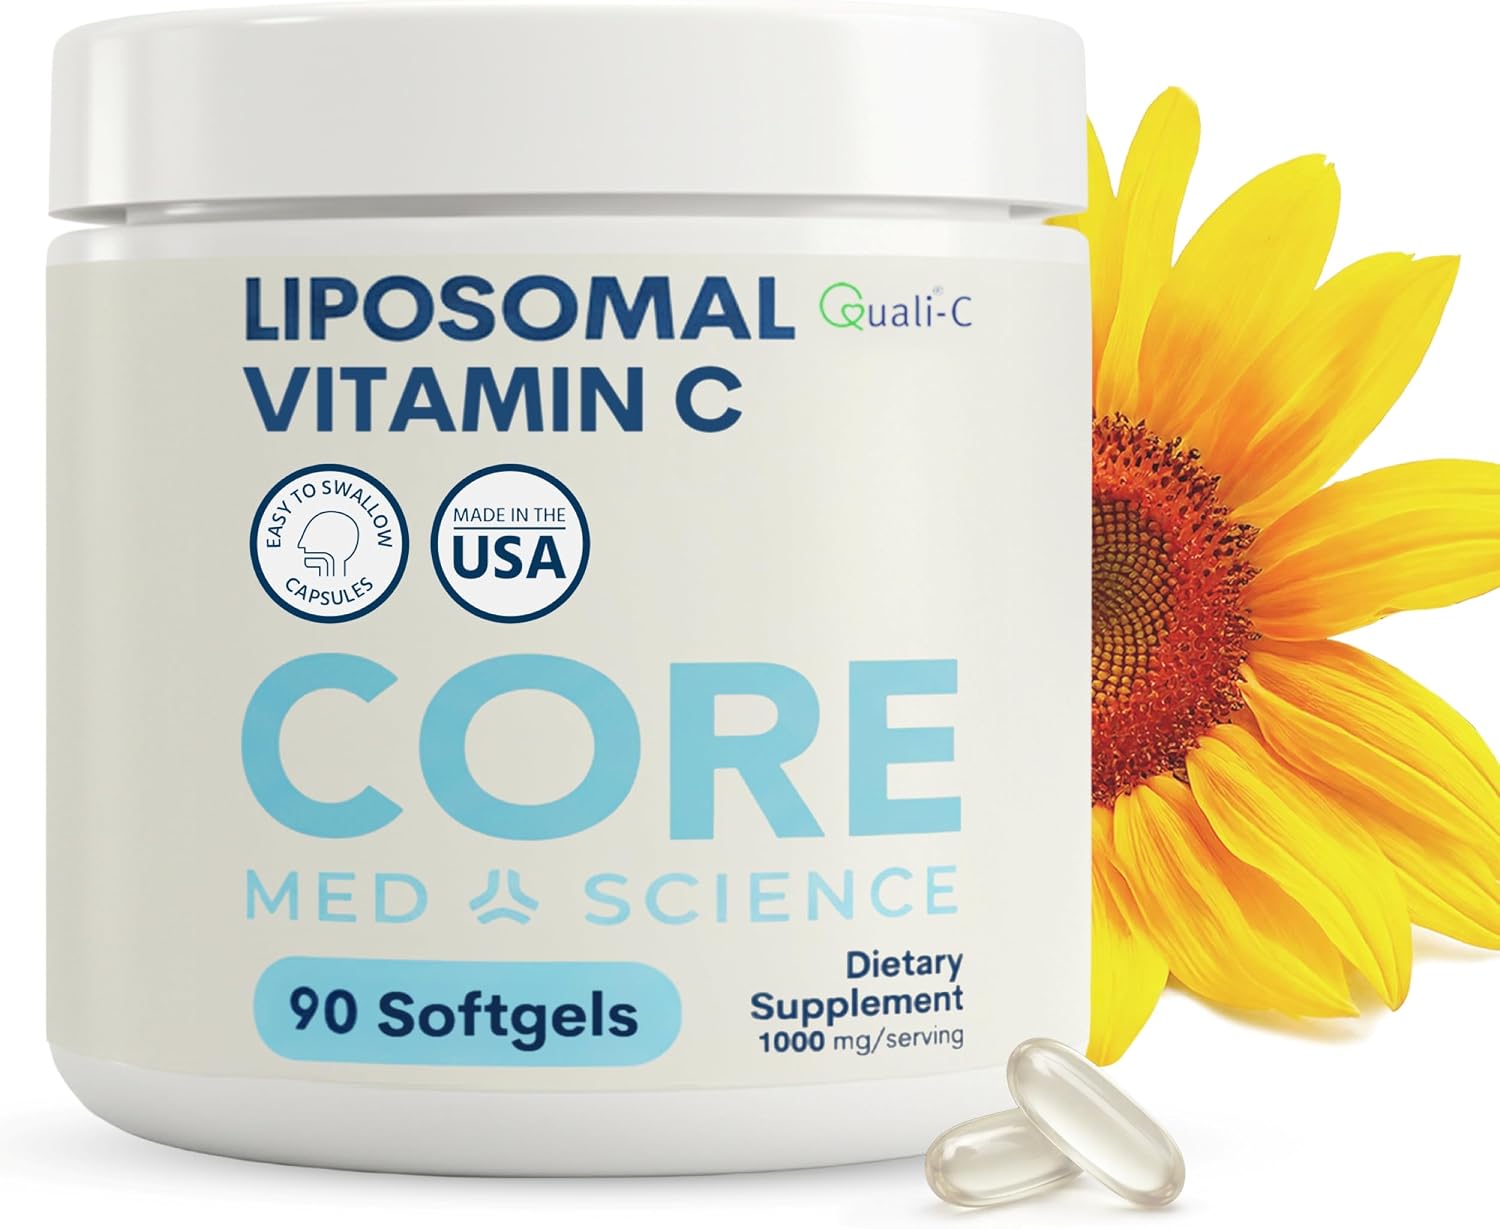 LIPOSOMAL
VITAMIN C
Quali-C®
EASY TO SWALLOW
CAPSULES
MADE IN THE
USA
CORE
MED SCIENCE
90 Softgels
Dietary
Supplement
1000 mg/serving